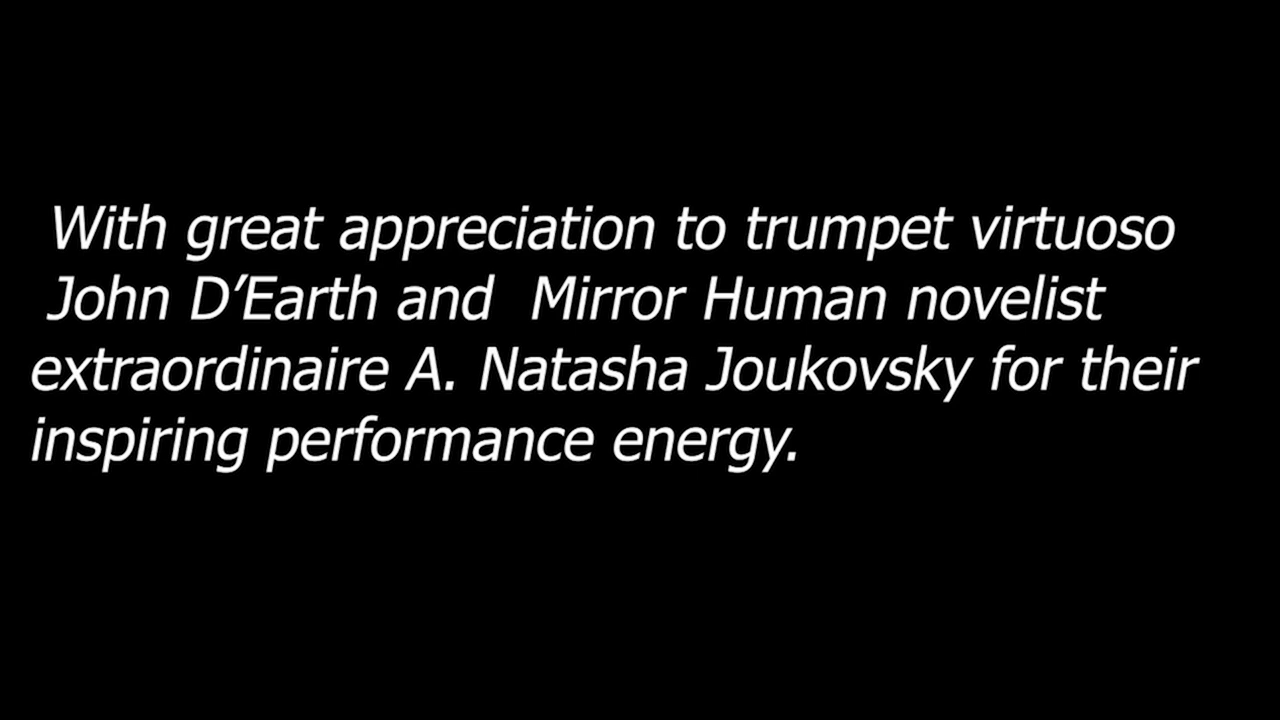 With great appreciation to trumpet virtuoso
John D’Earth and  Mirror Human novelist
extraordinaire A. Natasha Joukovsky for their
inspiring performance energy.